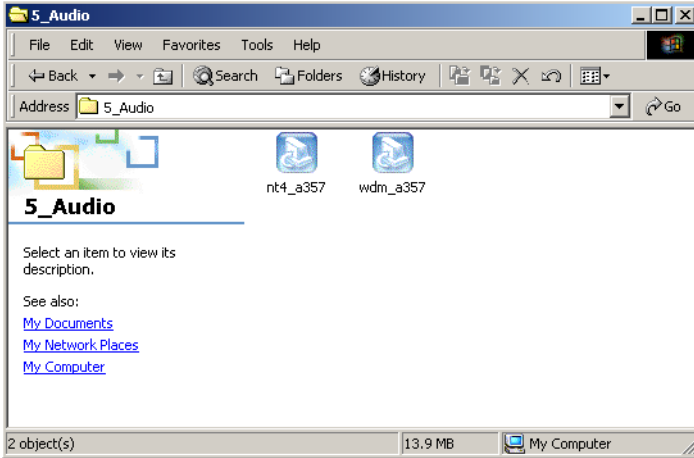 5_Audio
File Edit View Favorites Tools Help
Back Search Folders History
Address 5_Audio Go
nt4_a357 wdm_a357
5_Audio
Select an item to view its
description.
See also:
My Documents
My Network Places
My Computer
2 object(s) 13.9 MB My Computer